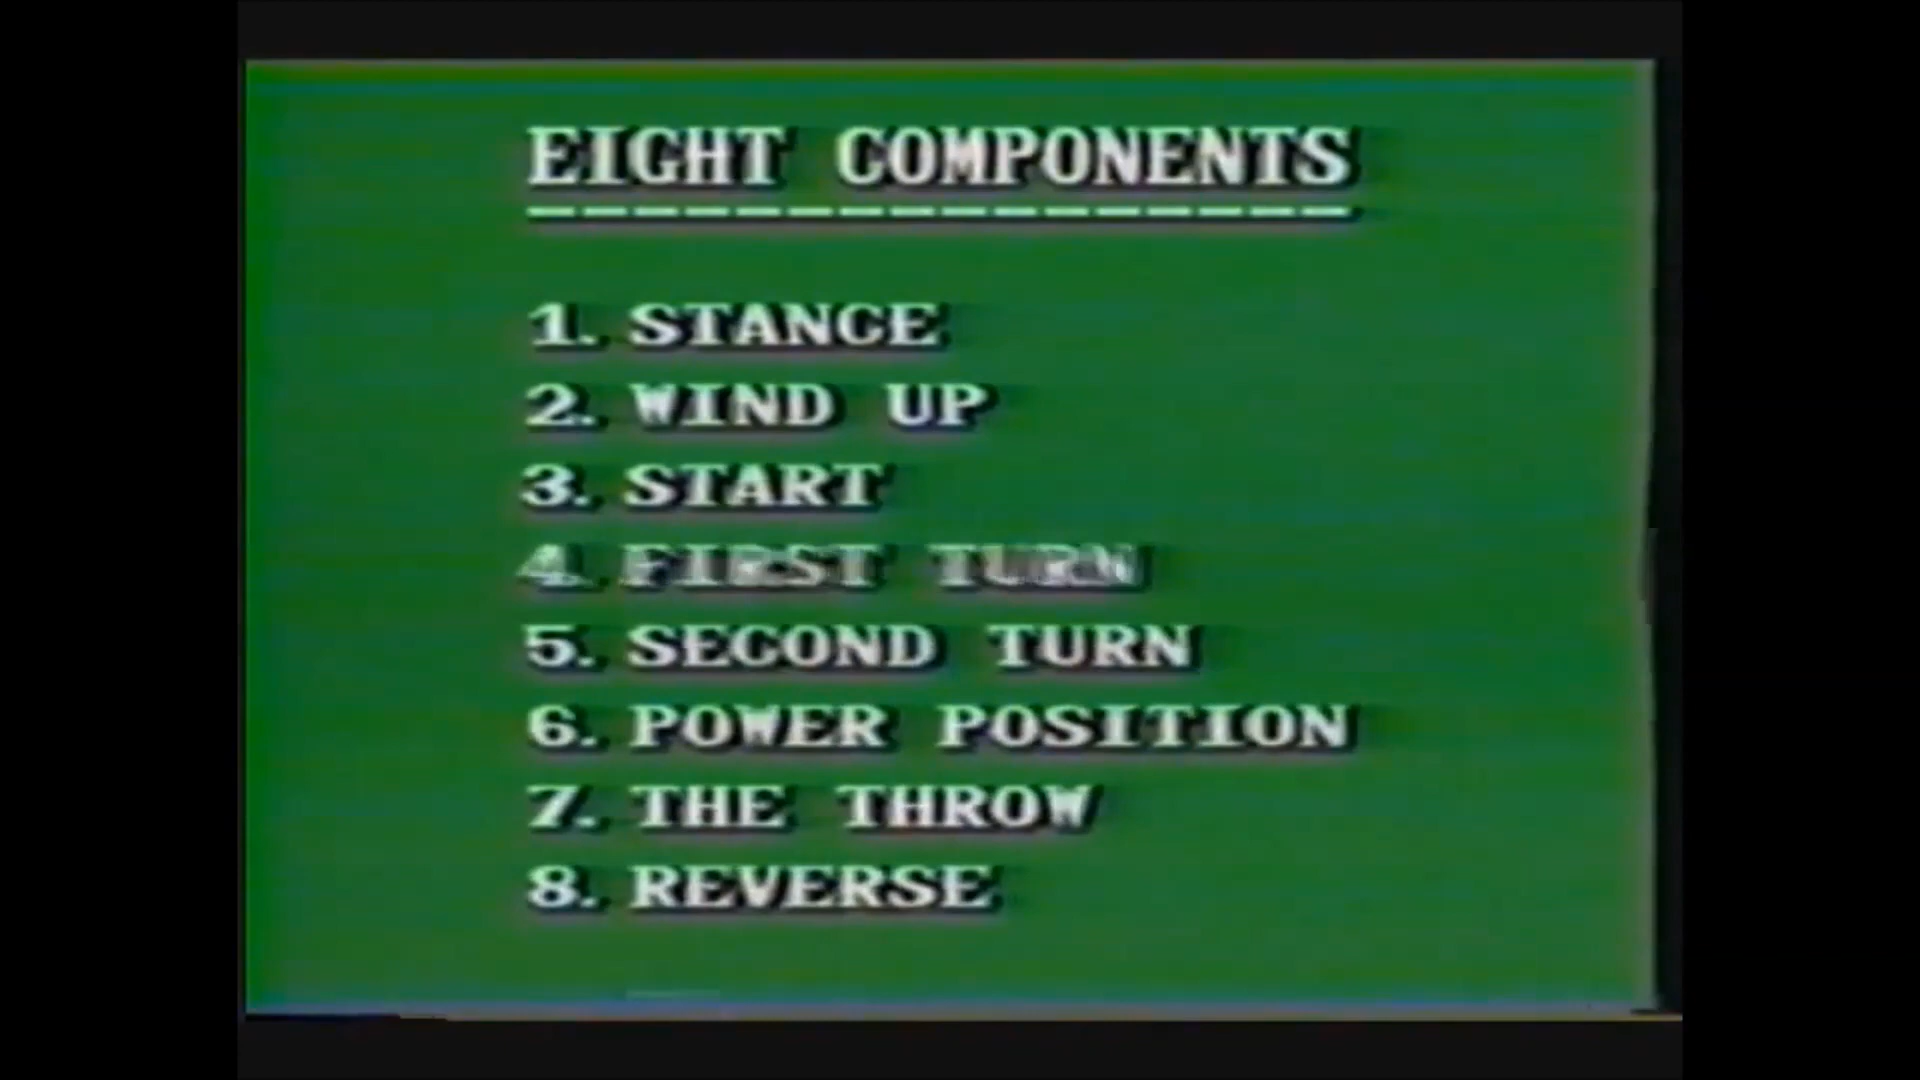 EIGHT COMPONENTS
1. STANCE
2. WIND UP
3. START
4. FIRST TURN
5. SECOND TURN
6. POWER POSITION
7. THE THROW
8. REVERSE